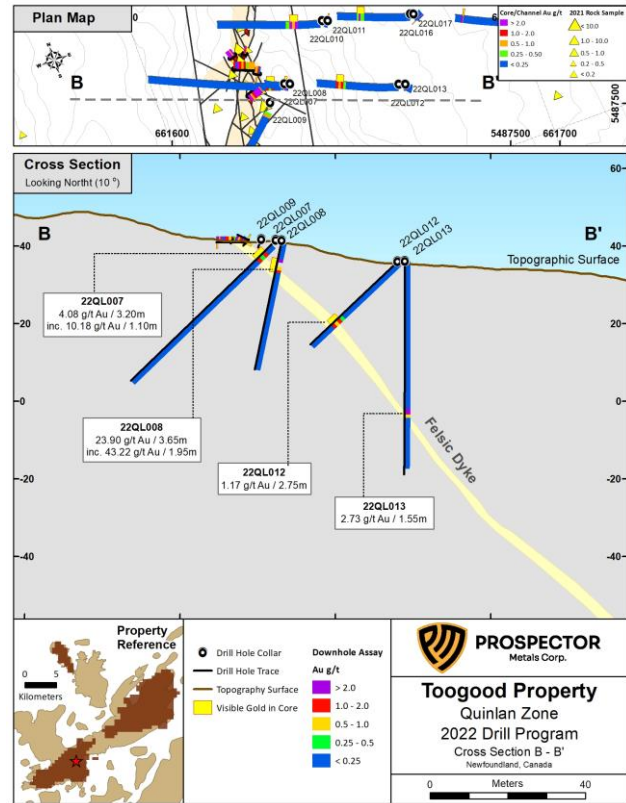 Plan Map
B
B'
22QL011
22QL010
22QL017
22QL016
22QL008
22QL007
22QL009
22QL013
22QL012
661600
5487500
661700
5487500
Core/Channel Au g/t
> 2.0
1.0 - 2.0
0.5 - 1.0
0.25 - 0.50
< 0.25
2021 Rock Sample
< 10.0
1.0 - 10.0
0.5 - 1.0
0.2 - 0.5
< 0.2
Cross Section
Looking Northt (10 °)
B
B'
22QL009
22QL007
22QL008
22QL012
22QL013
Topographic Surface
60
40
20
0
-20
-40
60
40
20
0
-20
-40
22QL007
4.08 g/t Au / 3.20m
inc. 10.18 g/t Au / 1.10m
22QL008
23.90 g/t Au / 3.65m
inc. 43.22 g/t Au / 1.95m
22QL012
1.17 g/t Au / 2.75m
22QL013
2.73 g/t Au / 1.55m
Felsic Dyke
Property
Reference
0 5
Kilometers
Drill Hole Collar
Drill Hole Trace
Topography Surface
Visible Gold in Core
Downhole Assay
Au g/t
> 2.0
1.0 - 2.0
0.5 - 1.0
0.25 - 0.5
< 0.25
PROSPECTOR
Metals Corp.
Toogood Property
Quinlan Zone
2022 Drill Program
Cross Section B - B'
Newfoundland, Canada
Meters
0 20 40